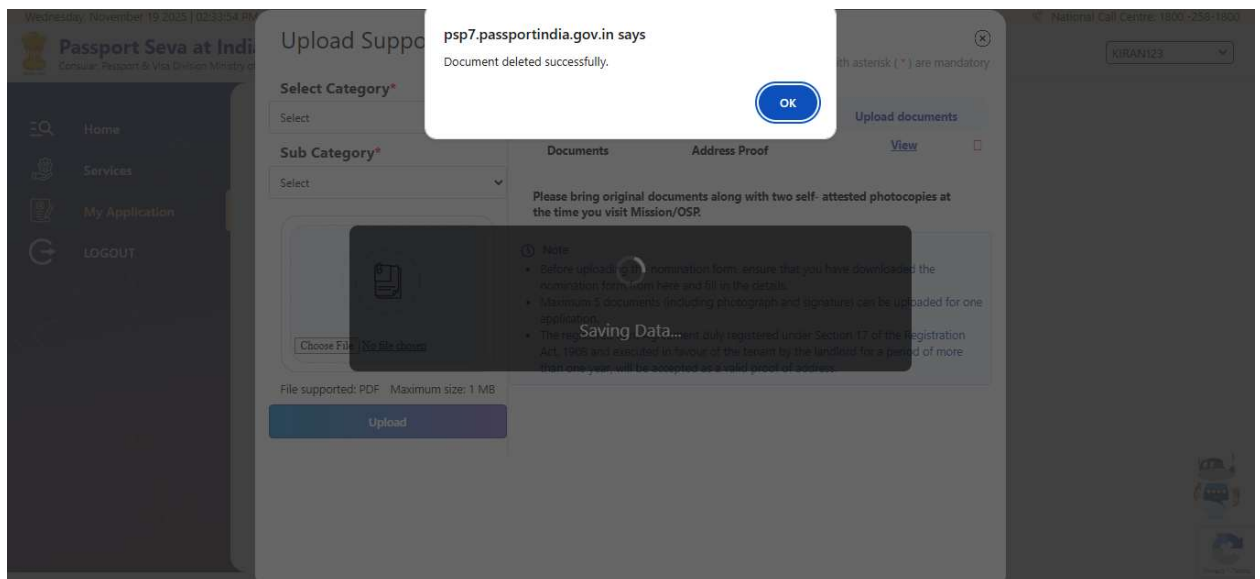 Wednesday, November 19 2025 | 02:33:54 PM
National Call Centre: 1800-258-1800
Passport Seva at Indi
Consular, Passport & Visa Division Ministry of
KIRAN123
Home
Services
My Application
LOGOUT
Upload Suppo
th asterisk ( * ) are mandatory
psp7.passportindia.gov.in says
Document deleted successfully.
OK
Select Category*
Select
Sub Category*
Select
Choose File No file chosen
File supported: PDF Maximum size: 1 MB
Upload
Upload documents
Documents Address Proof View
Please bring original documents along with two self- attested photocopies at
the time you visit Mission/OSP.
Note
Before uploading the nomination form, ensure that you have downloaded the
nomination form from here and fill in the details.
Maximum 5 documents (including photograph and signature) can be uploaded for one
application.
The registered ment duly registered under Section 17 of the Registration
Act, 1908 and executed in favour of the tenant by the landlord for a period of more
than one year, will be accepted as a valid proof of address.
Saving Data...